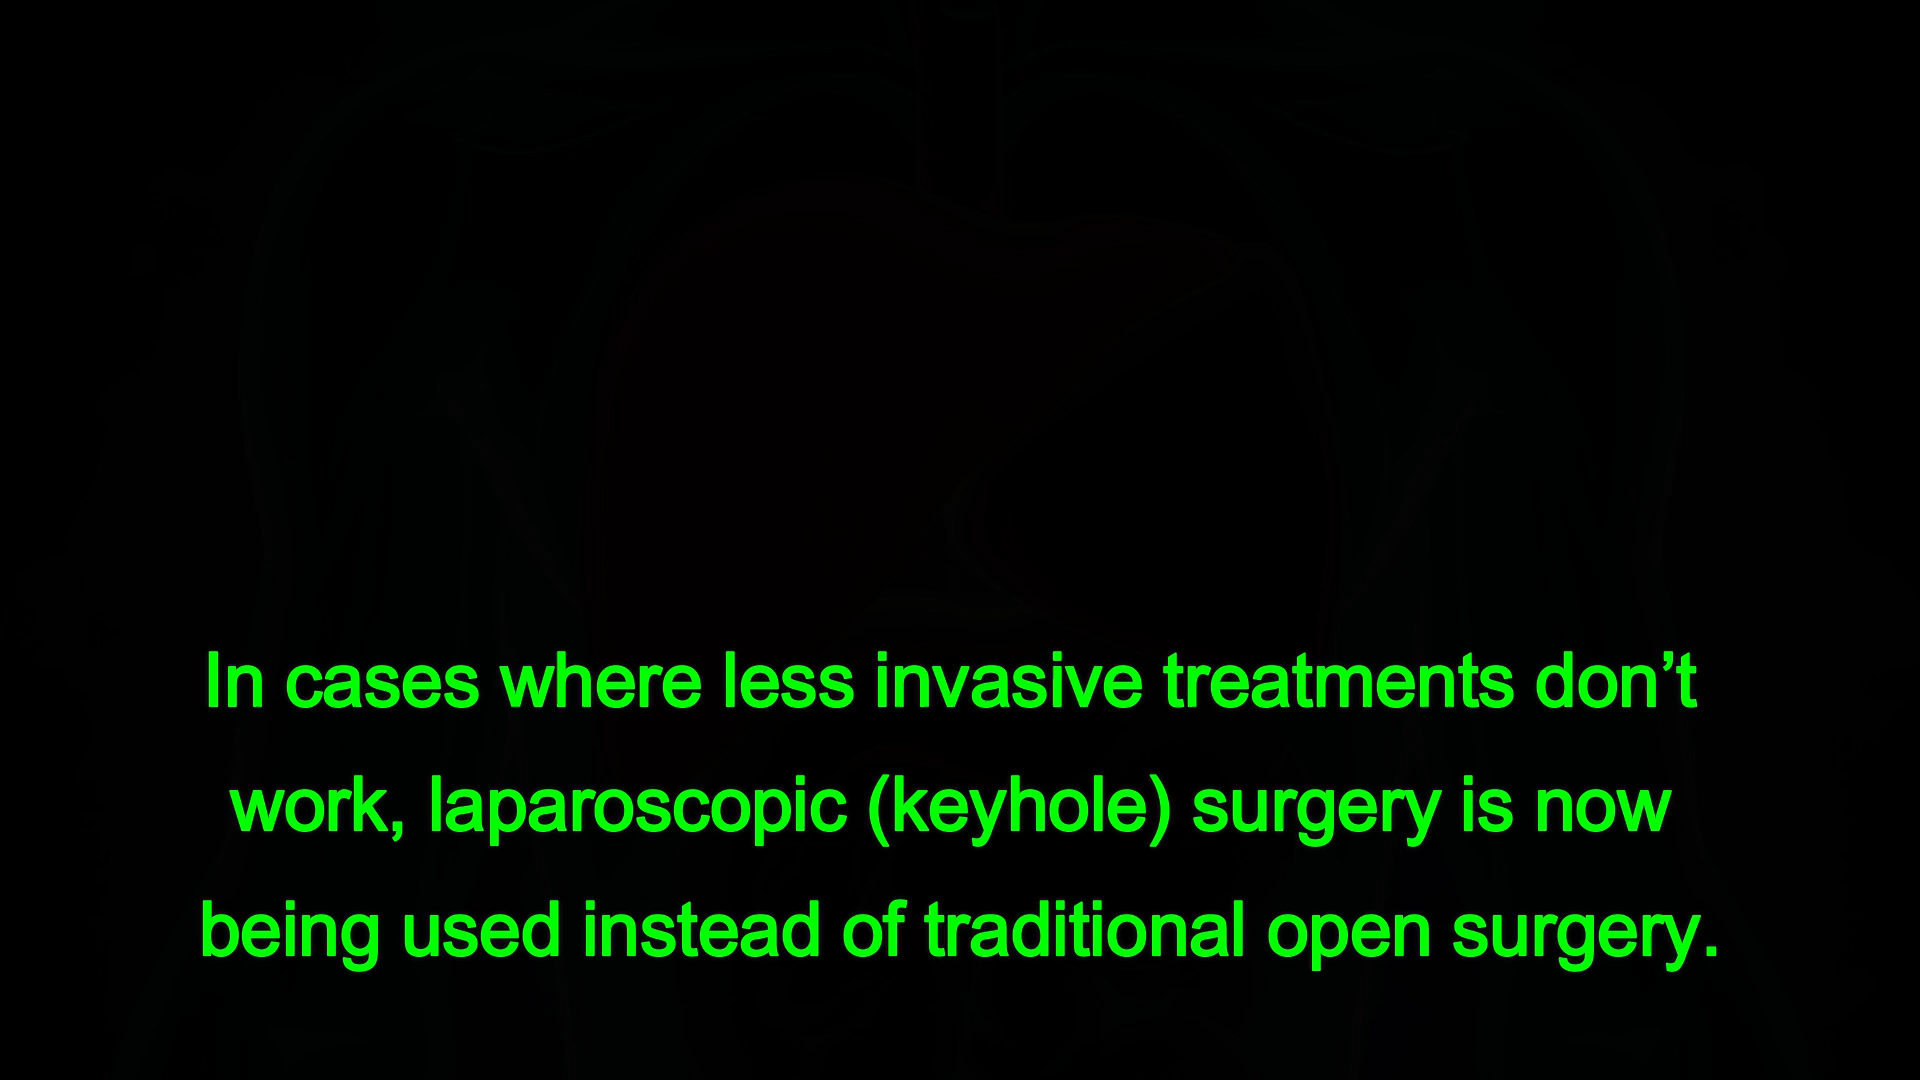 In cases where less invasive treatments don’t
work, laparoscopic (keyhole) surgery is now
being used instead of traditional open surgery.